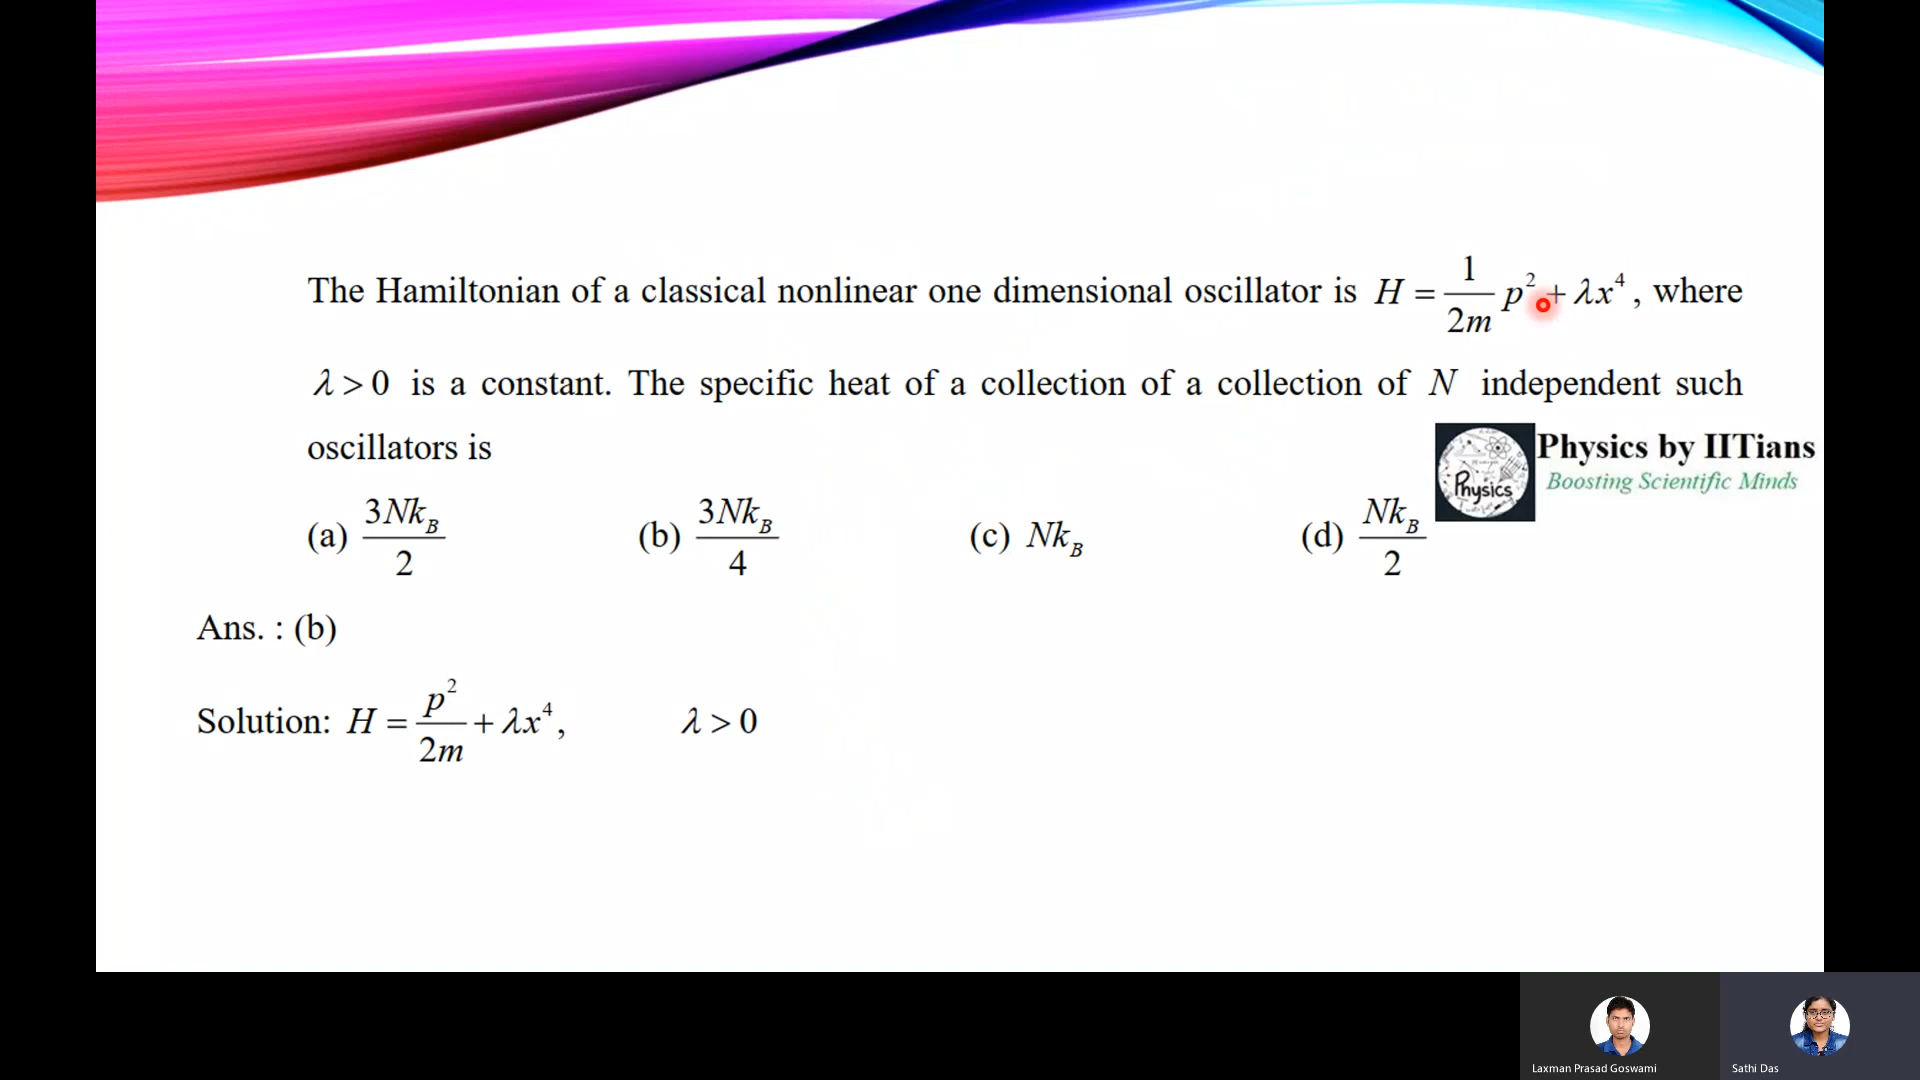 The Hamiltonian of a classical nonlinear one dimensional oscillator is H = 1/2m p² + λx⁴, where
λ > 0 is a constant. The specific heat of a collection of a collection of N independent such
oscillators is
Physics
Physics by IITians
Boosting Scientific Minds
(a) 3Nk_B/2 (b) 3Nk_B/4 (c) Nk_B (d) Nk_B/2
Ans. : (b)
Solution: H = p²/2m + λx⁴, λ > 0
Laxman Prasad Goswami
Sathi Das